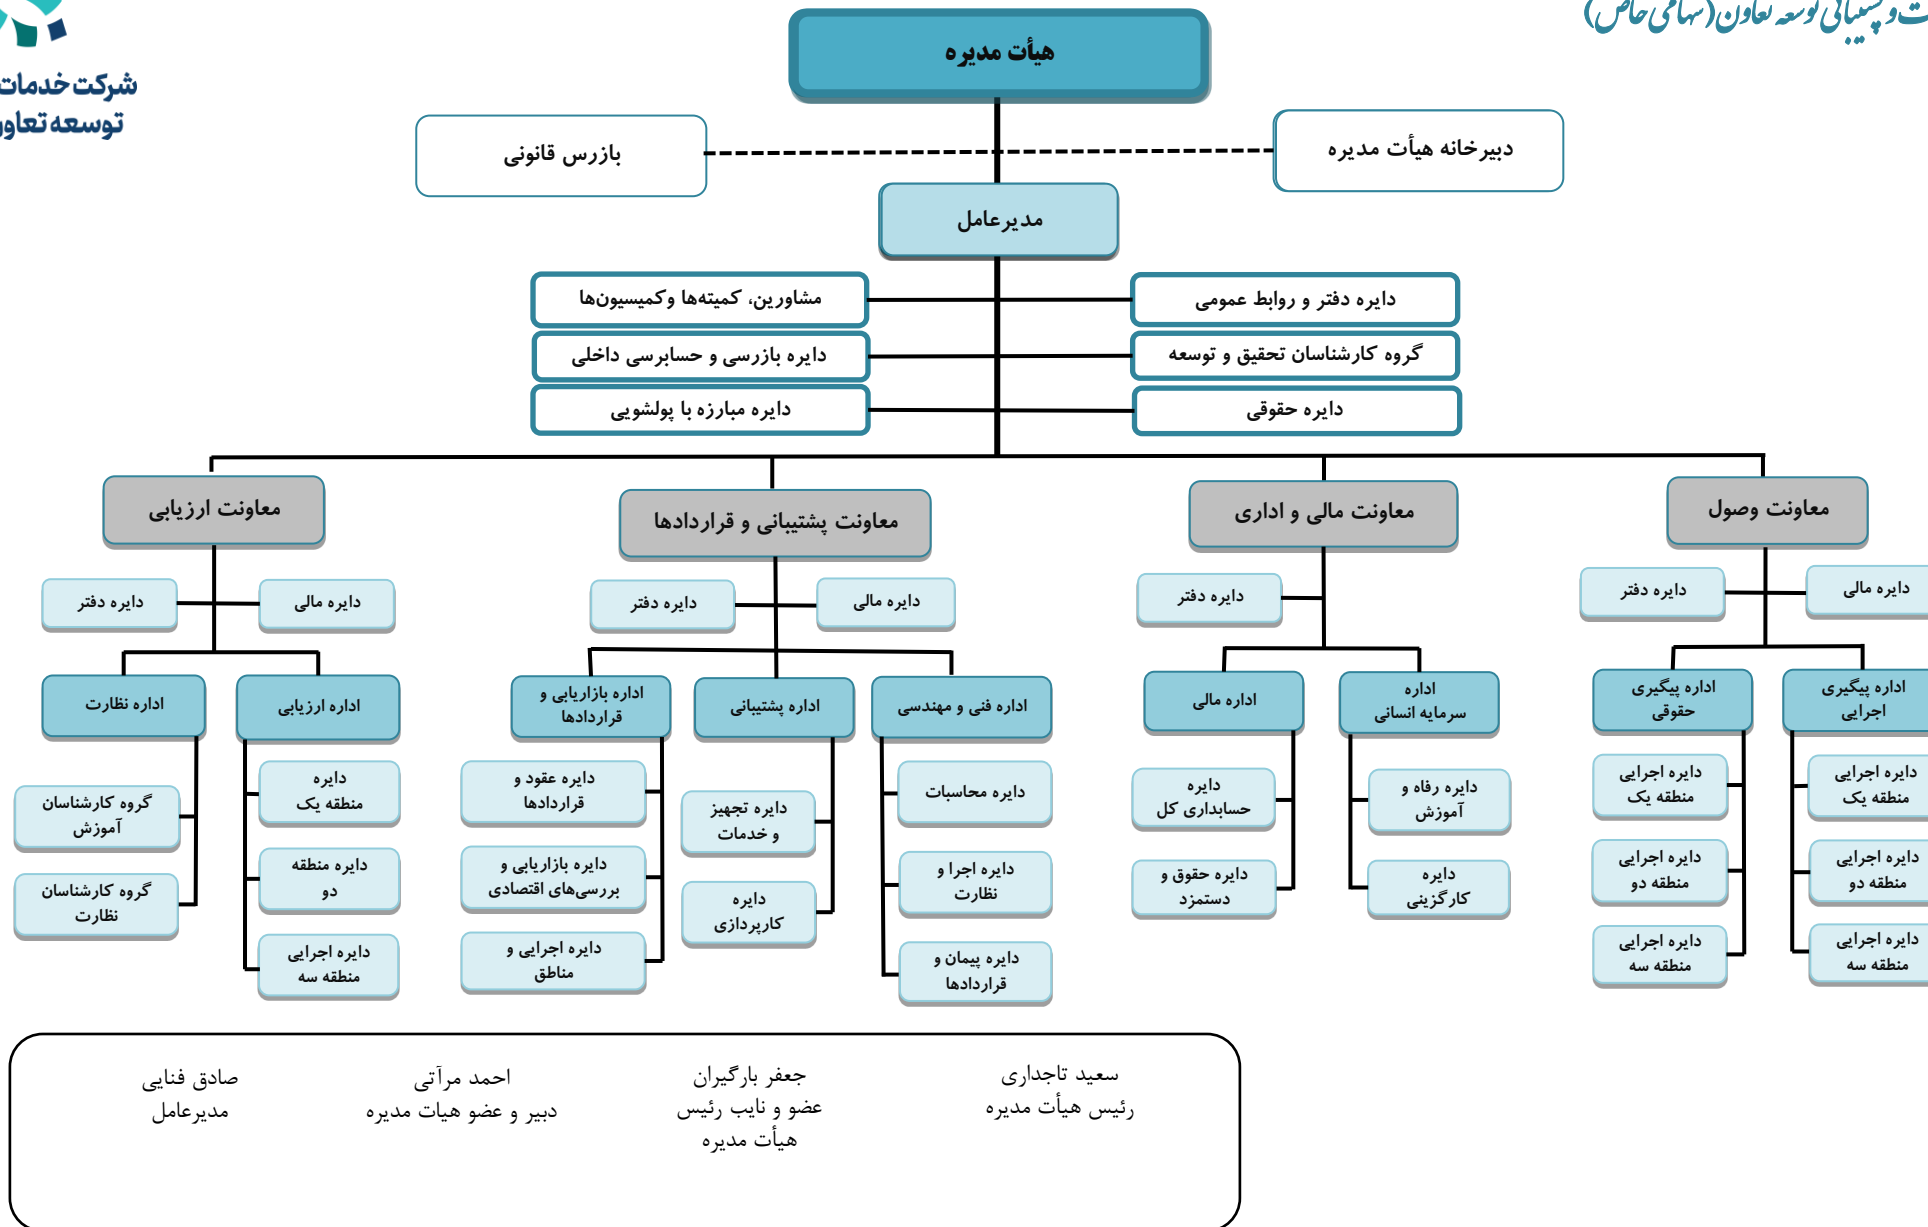 پشتیبانی توسعه تعاون (سهامی خاص)
شرکت خدمات
توسعه
هیأت مدیره
دبیرخانه هیأت مدیره
بازرس قانونی
مدیرعامل
دایره دفتر و روابط عمومی
مشاورین، کمیته‌ها وکمیسیون‌ها
گروه کارشناسان تحقیق و توسعه
دایره بازرسی و حسابرسی داخلی
دایره حقوقی
دایره مبارزه با پولشویی
معاونت وصول
معاونت مالی و اداری
معاونت پشتیبانی و قراردادها
معاونت ارزیابی
دایره مالی
دایره دفتر
دایره دفتر
دایره مالی
دایره دفتر
دایره مالی
دایره دفتر
اداره پیگیری
اجرایی
اداره پیگیری
حقوقی
اداره
سرمایه انسانی
اداره مالی
اداره فنی و مهندسی
اداره پشتیبانی
اداره بازاریابی و
قراردادها
اداره ارزیابی
اداره نظارت
دایره اجرایی
منطقه یک
دایره اجرایی
منطقه دو
دایره اجرایی
منطقه سه
دایره اجرایی
منطقه یک
دایره اجرایی
منطقه دو
دایره اجرایی
منطقه سه
دایره رفاه و
آموزش
دایره
کارگزینی
دایره
حسابداری کل
دایره حقوق و
دستمزد
دایره محاسبات
دایره اجرا و
نظارت
دایره پیمان و
قراردادها
دایره تجهیز
و خدمات
دایره
کارپردازی
دایره عقود و
قراردادها
دایره بازاریابی و
بررسی‌های اقتصادی
دایره اجرایی و
مناطق
دایره
منطقه یک
دایره منطقه
دو
دایره اجرایی
منطقه سه
گروه کارشناسان
آموزش
گروه کارشناسان
نظارت
سعید تاجداری
رئیس هیأت مدیره
جعفر بارگیران
عضو و نایب رئیس
هیأت مدیره
احمد مرآتی
دبیر و عضو هیات مدیره
صادق فنایی
مدیرعامل